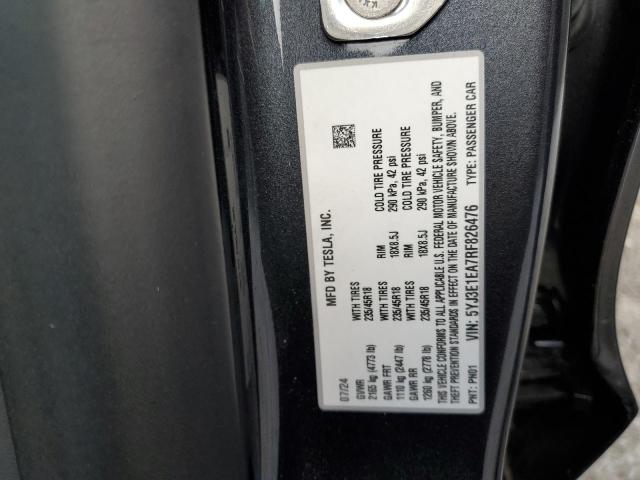 MFD BY TESLA, INC.
07/24
GVWR WITH TIRES RIM COLD TIRE PRESSURE
2165 kg (4773 lb) 235/45R18 18X8.5J 290 kPa, 42 psi
GAWR FRT WITH TIRES RIM COLD TIRE PRESSURE
1110 kg (2447 lb) 235/45R18 18X8.5J 290 kPa, 42 psi
GAWR RR
1260 kg (2778 lb) 235/45R18
THIS VEHICLE CONFORMS TO ALL APPLICABLE U.S. FEDERAL MOTOR VEHICLE SAFETY, BUMPER, AND
THEFT PREVENTION STANDARDS IN EFFECT ON THE DATE OF MANUFACTURE SHOWN ABOVE.
VIN: 5YJ3E1EA7RF826476
PNT: PN01 TYPE: PASSENGER CAR